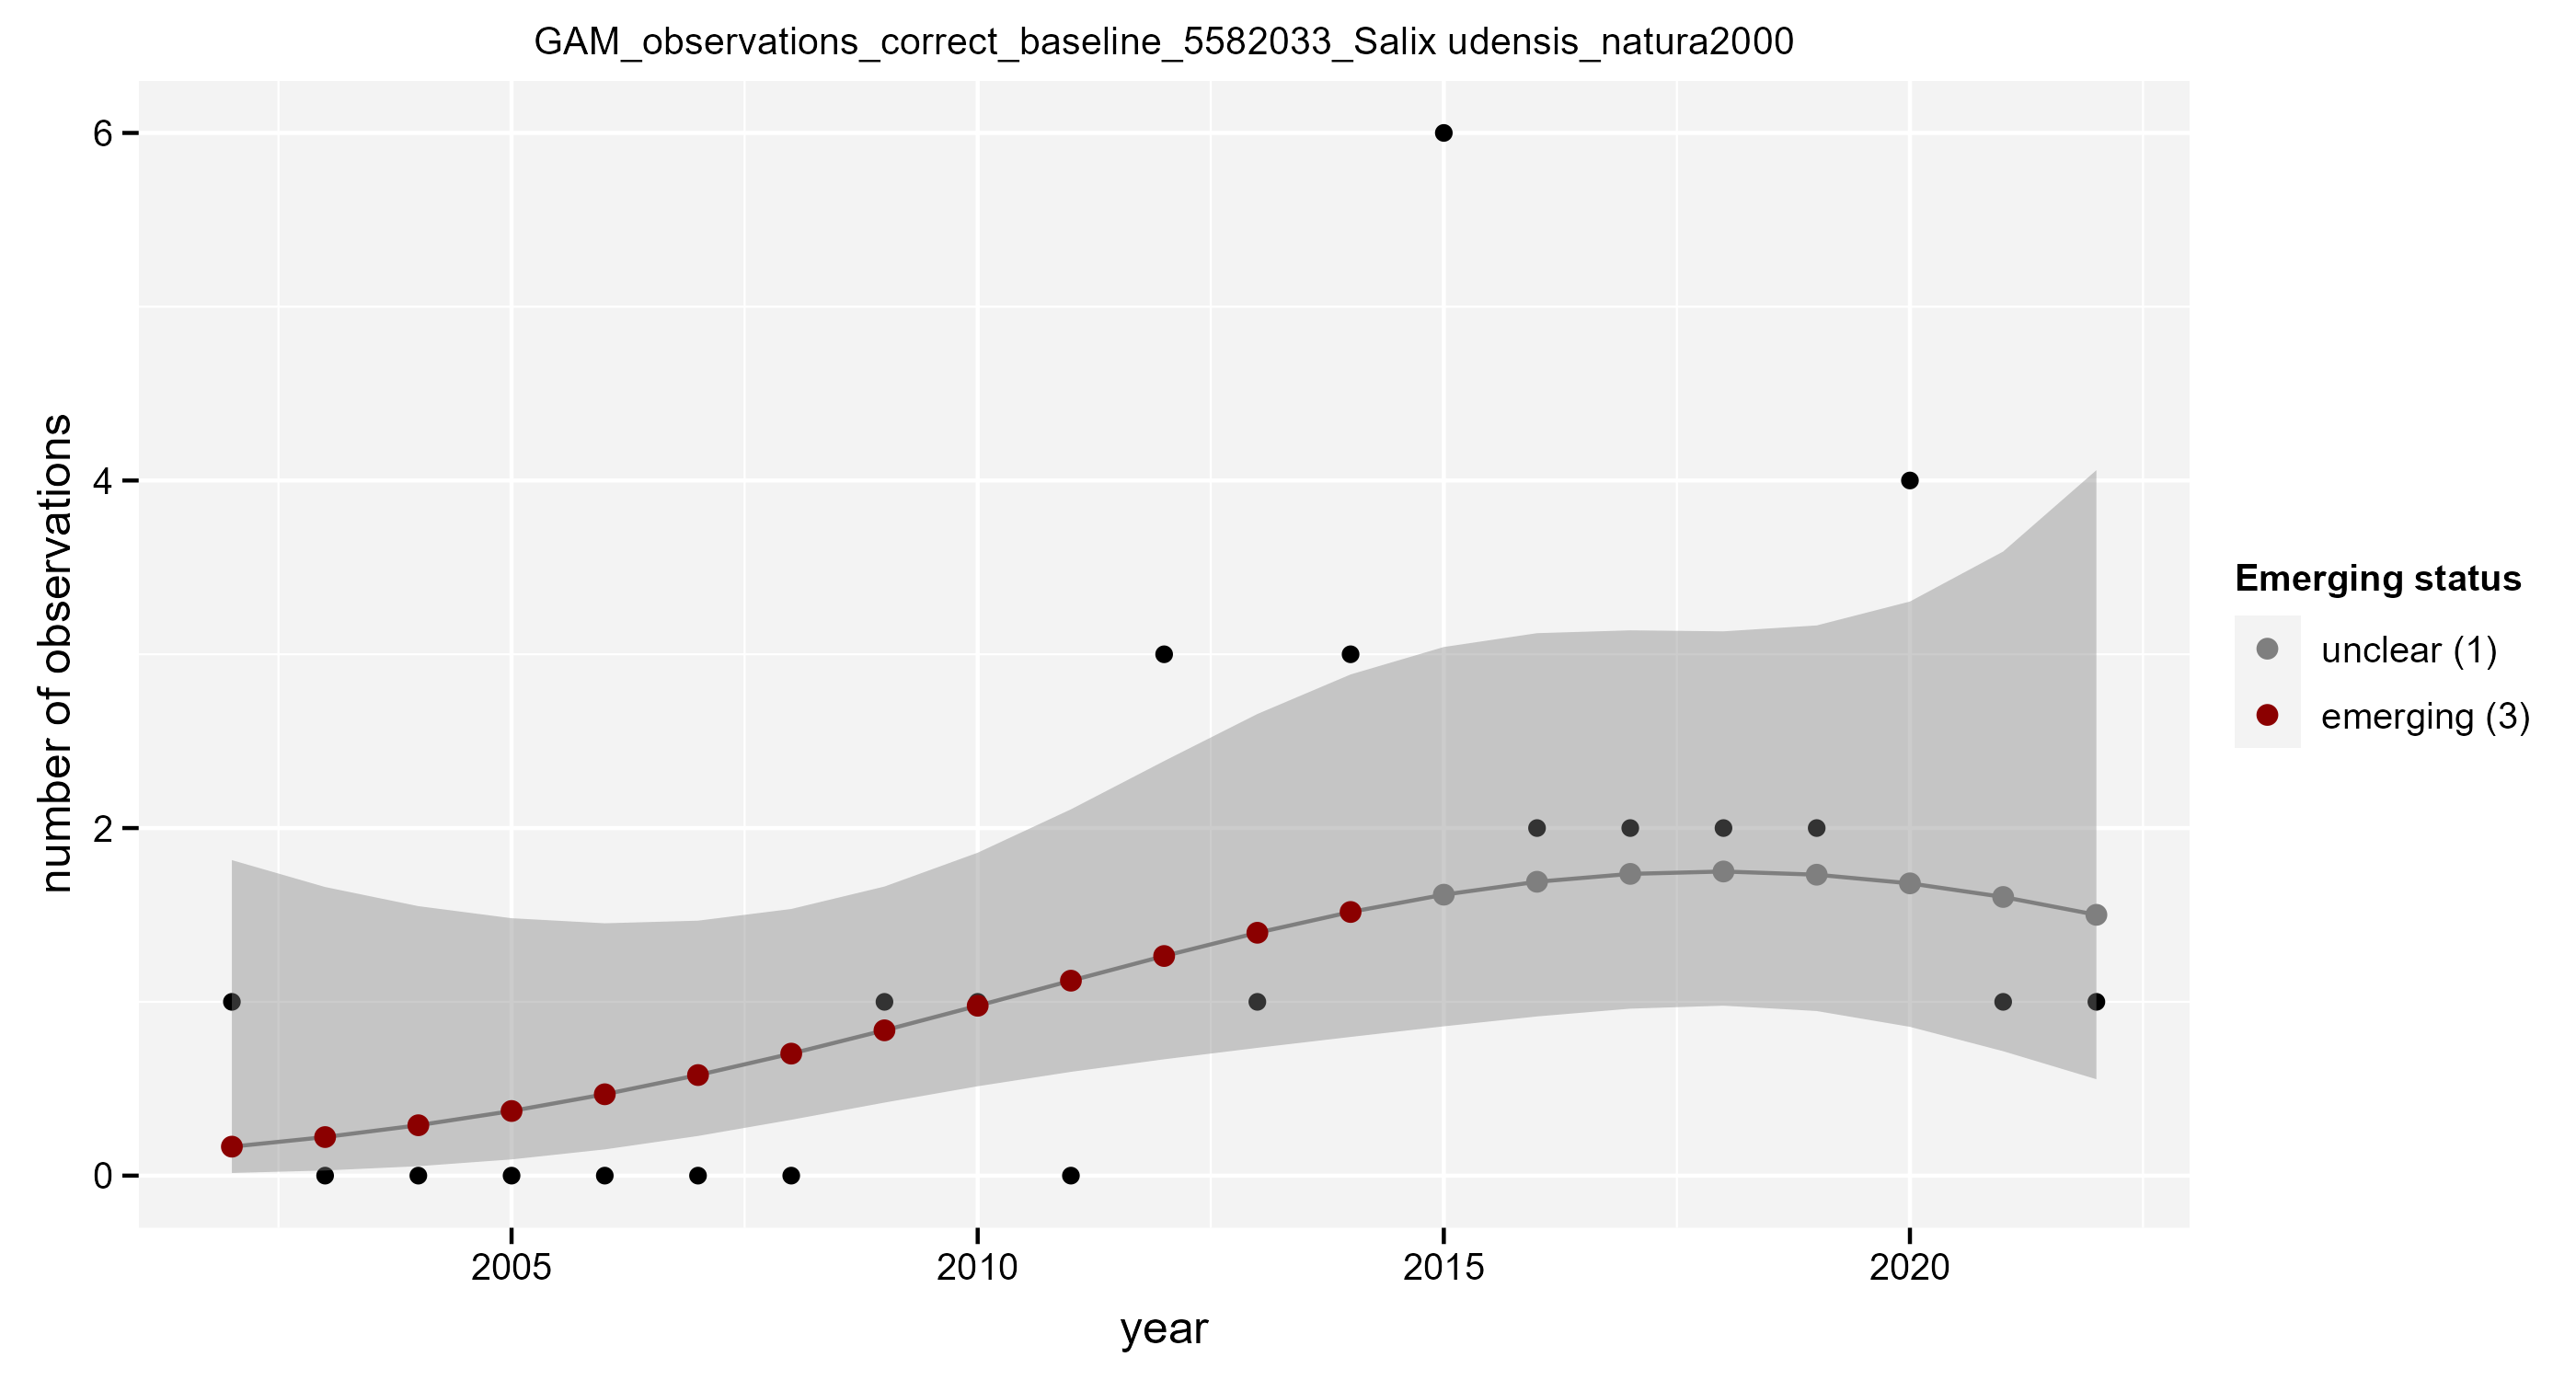 GAM_observations_correct_baseline_5582033_Salix udensis_natura2000
number of observations
6
4
2
0
2005
2010
2015
2020
year
Emerging status
unclear (1)
emerging (3)